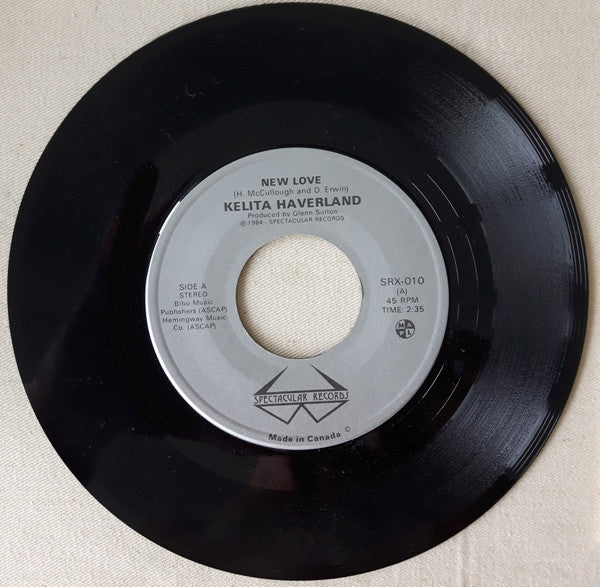 NEW LOVE
(H. McCullough and D. Erwin)
KELITA HAVERLAND
Produced by Glenn Sutton
℗1984 - SPECTACULAR RECORDS
SIDE A
STEREO
Bibo Music
Publishers (ASCAP)
Hemingway Music
Co. (ASCAP)
SRX-010
(A)
45 RPM
TIME: 2:35
M A P L
SPECTACULAR RECORDS
Made in Canada ©